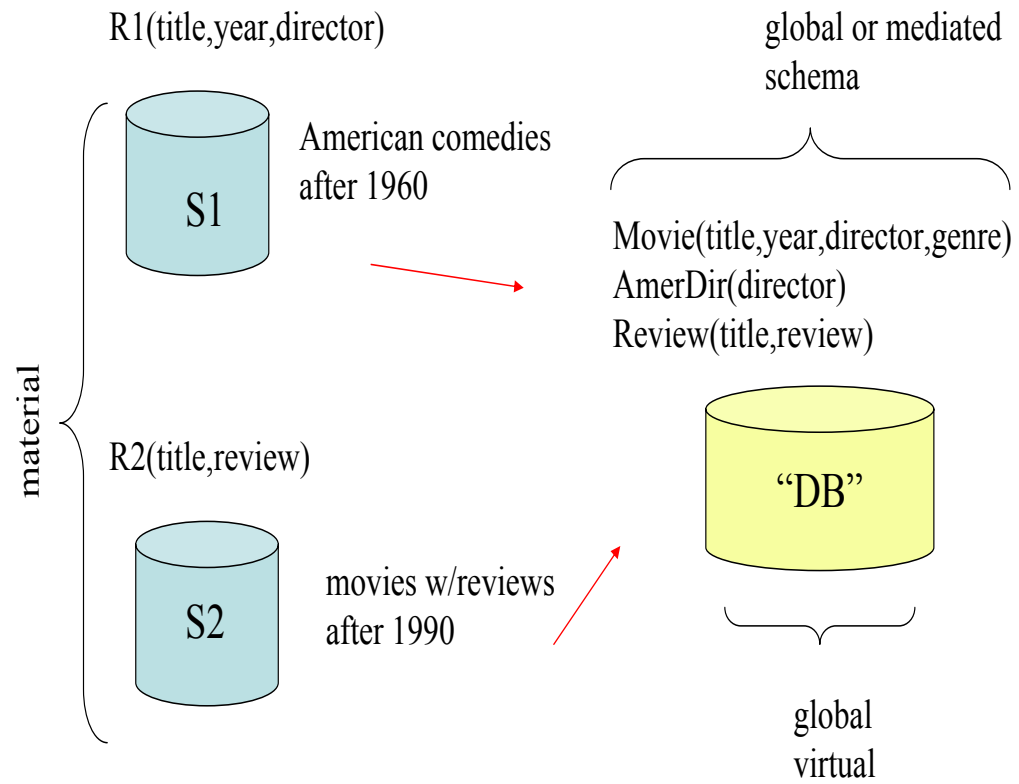 R1(title,year,director)
global or mediated
schema
American comedies
after 1960
S1
Movie(title,year,director,genre)
AmerDir(director)
Review(title,review)
material
R2(title,review)
“DB”
S2
movies w/reviews
after 1990
global
virtual